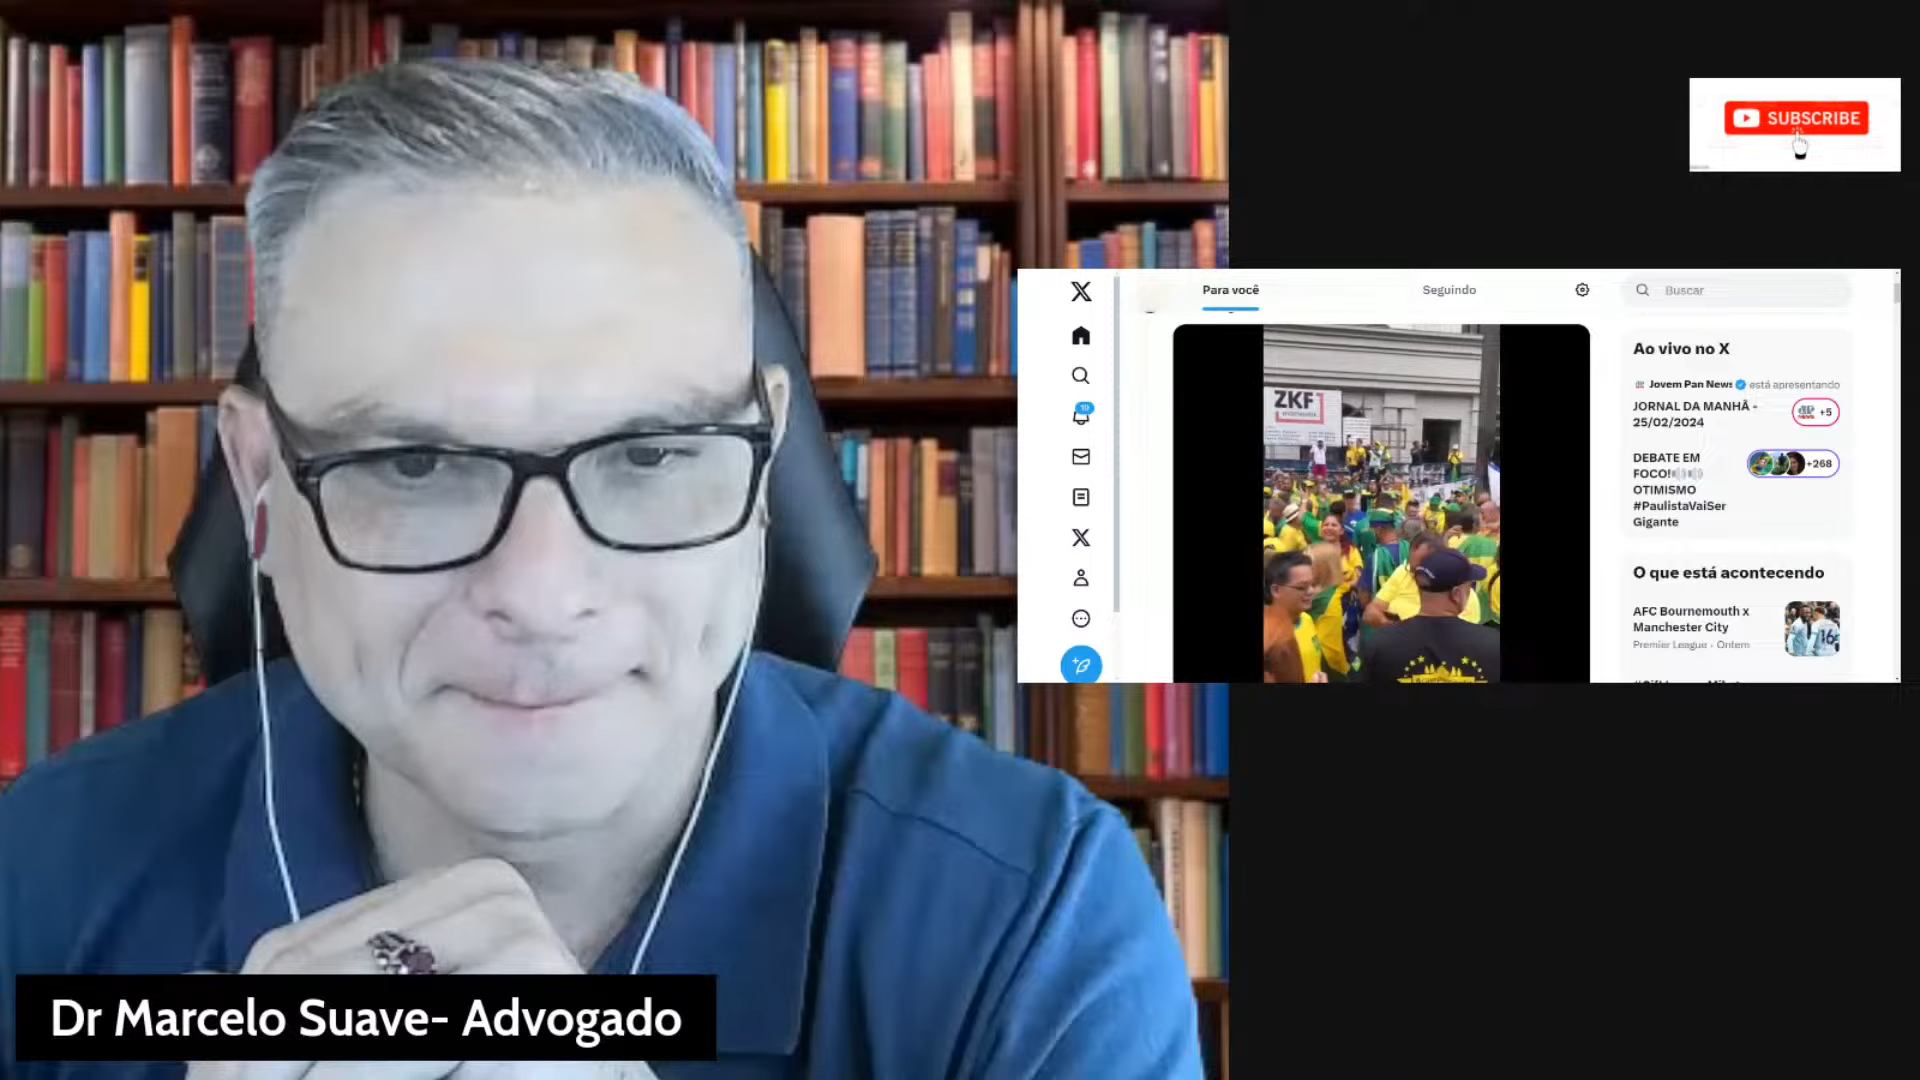 SUBSCRIBE
Para você
Seguindo
Buscar
Ao vivo no X
Jovem Pan News está apresentando
JORNAL DA MANHÃ -
25/02/2024
+5
DEBATE EM
FOCO!
OTIMISMO
#PaulistaVaiSer
Gigante
+268
O que está acontecendo
AFC Bournemouth x
Manchester City
Premier League · Ontem
ZKF
16
Dr Marcelo Suave- Advogado